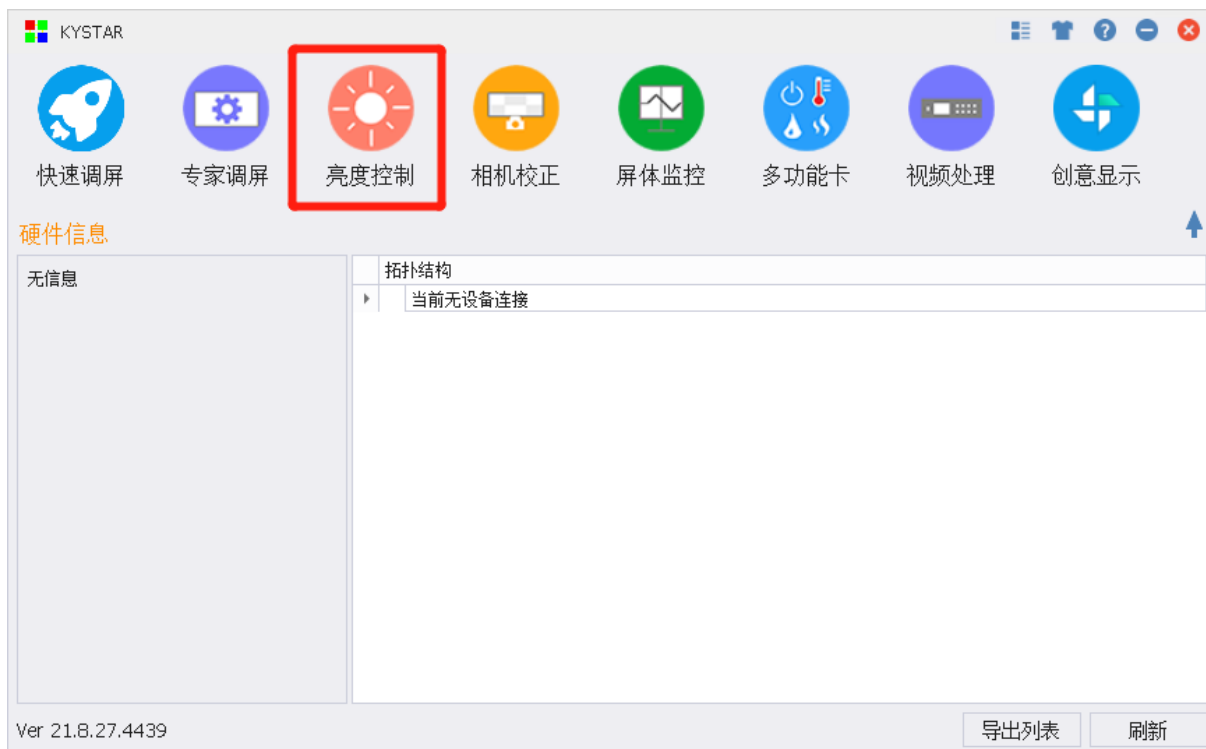 KYSTAR
快速调屏 专家调屏 亮度控制 相机校正 屏体监控 多功能卡 视频处理 创意显示
硬件信息
无信息
拓扑结构
当前无设备连接
Ver 21.8.27.4439 导出列表 刷新